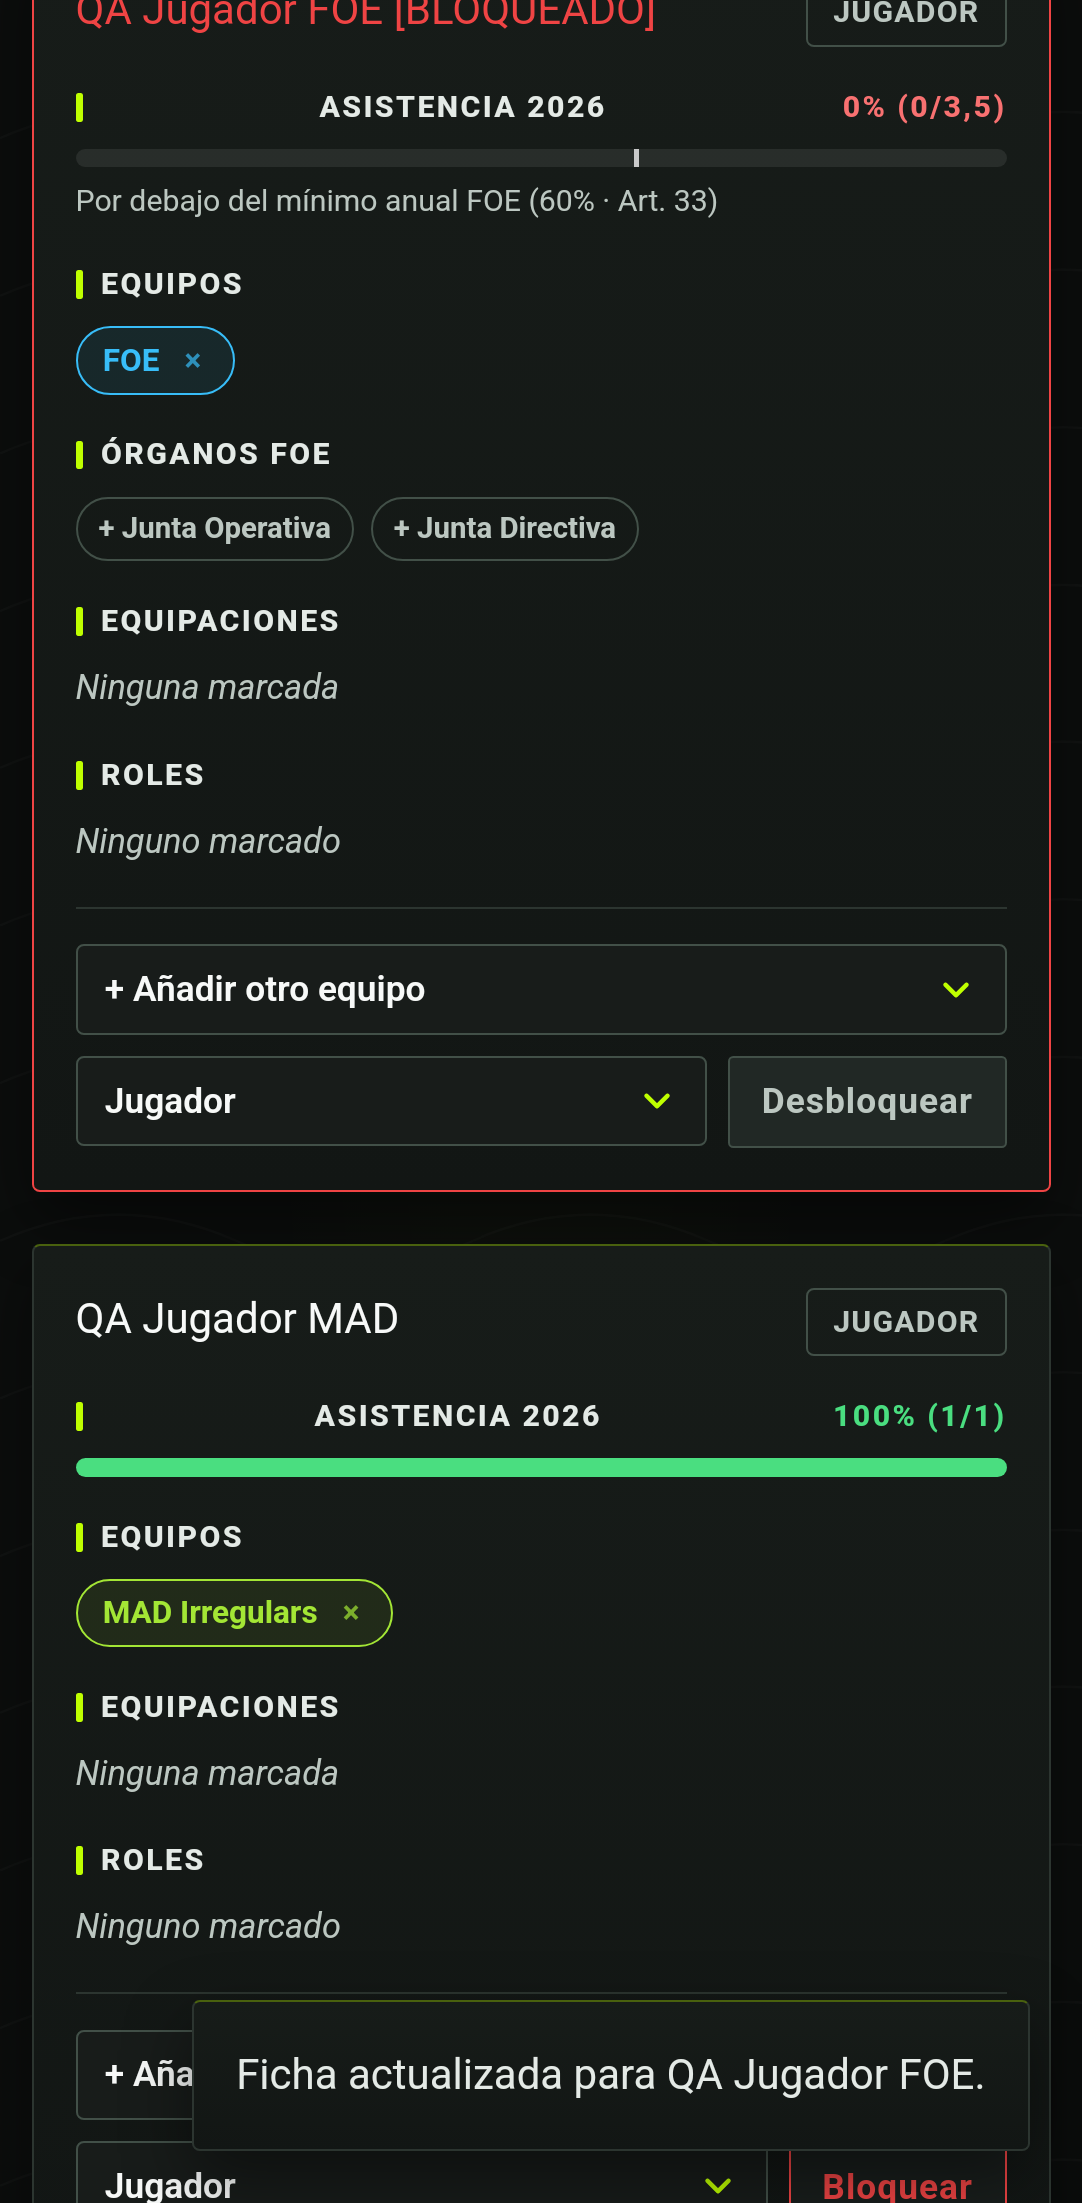 QA Jugador FOE [BLOQUEADO]
JUGADOR
ASISTENCIA 2026
0% (0/3,5)
Por debajo del mínimo anual FOE (60% · Art. 33)
EQUIPOS
FOE ×
ÓRGANOS FOE
+ Junta Operativa
+ Junta Directiva
EQUIPACIONES
Ninguna marcada
ROLES
Ninguno marcado
+ Añadir otro equipo
Jugador
Desbloquear
QA Jugador MAD
JUGADOR
ASISTENCIA 2026
100% (1/1)
EQUIPOS
MAD Irregulars ×
EQUIPACIONES
Ninguna marcada
ROLES
Ninguno marcado
+ Aña
Ficha actualizada para QA Jugador FOE.
Jugador
Bloquear